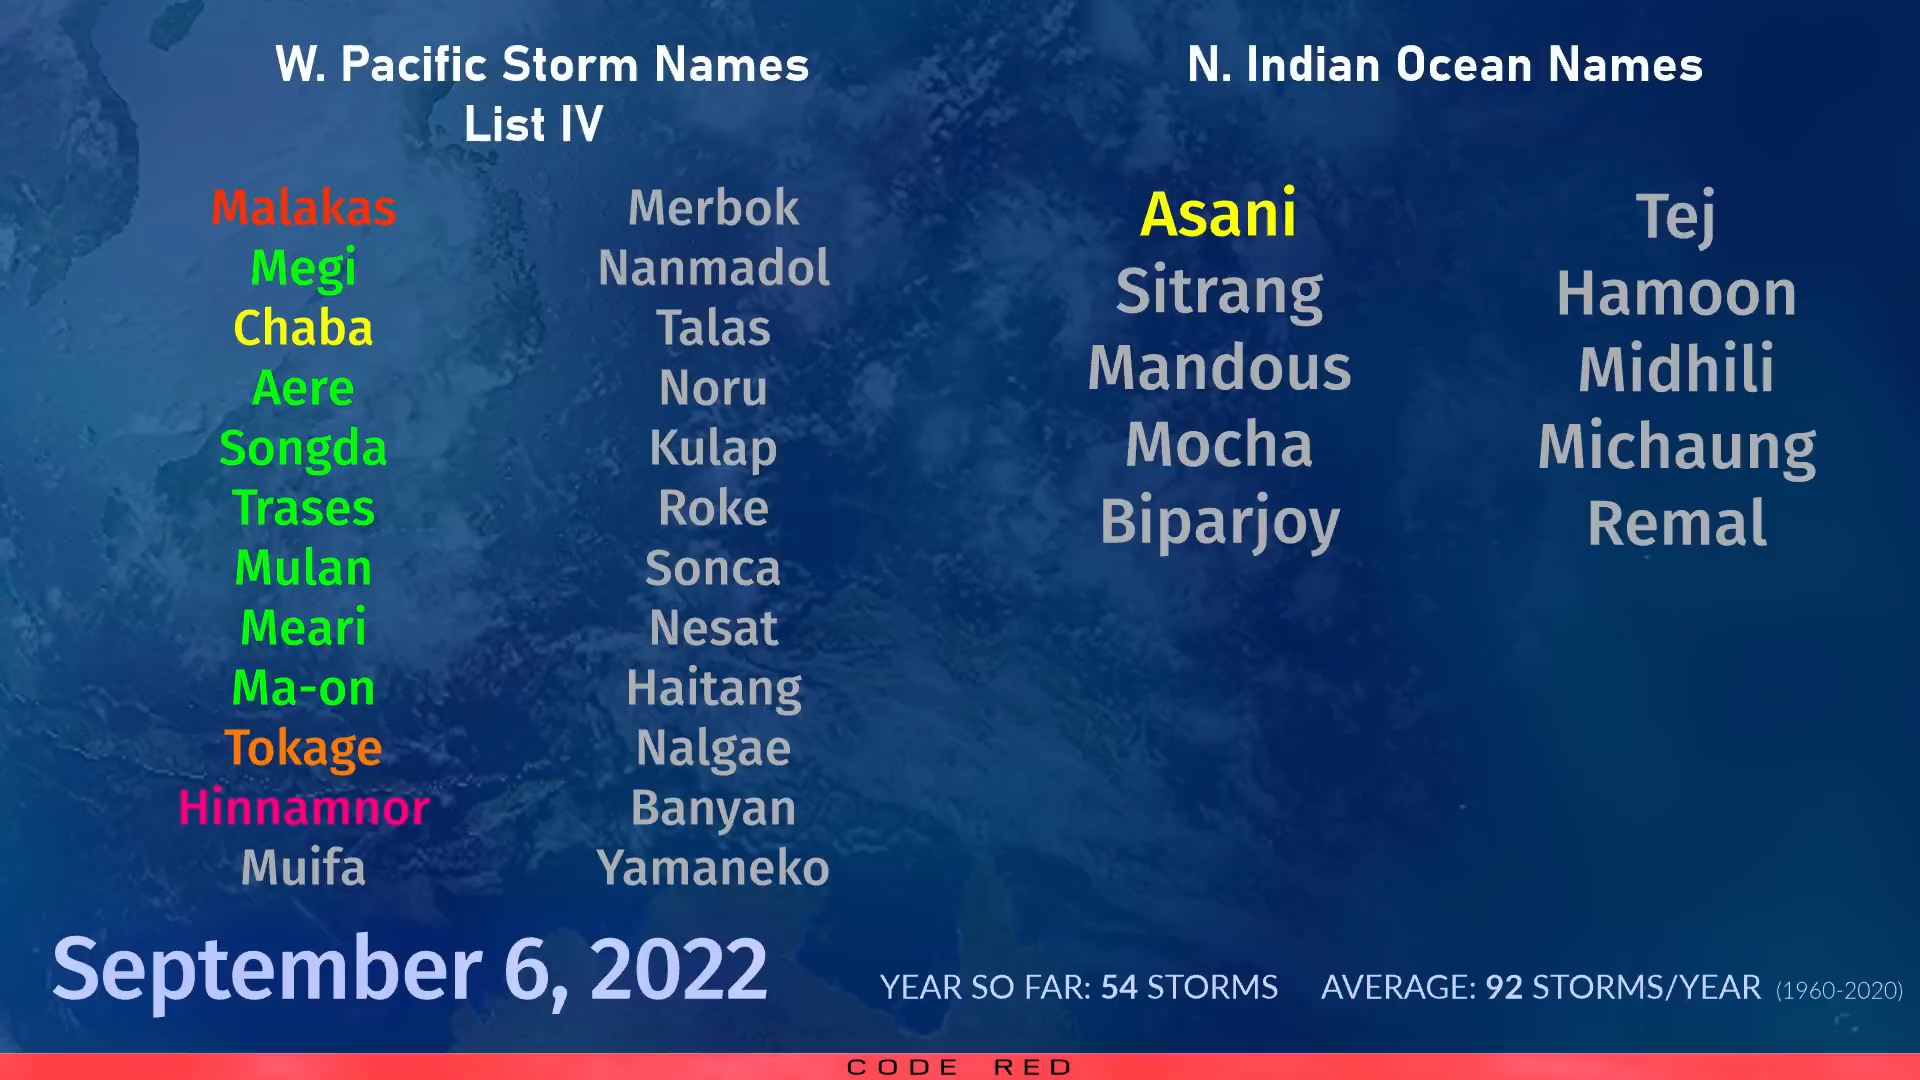 W. Pacific Storm Names
List IV
Malakas
Megi
Chaba
Aere
Songda
Trases
Mulan
Meari
Ma-on
Tokage
Hinnamnor
Muifa
Merbok
Nanmadol
Talas
Noru
Kulap
Roke
Sonca
Nesat
Haitang
Nalgae
Banyan
Yamaneko
N. Indian Ocean Names
Asani
Sitrang
Mandous
Mocha
Biparjoy
Tej
Hamoon
Midhili
Michaung
Remal
September 6, 2022
YEAR SO FAR: 54 STORMS
AVERAGE: 92 STORMS/YEAR (1960-2020)
CODE RED